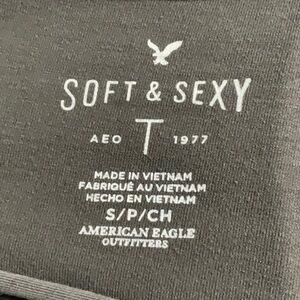 SOFT & SEXY
AEO T 1977
MADE IN VIETNAM
FABRIQUÉ AU VIETNAM
HECHO EN VIETNAM
S/P/CH
AMERICAN EAGLE
OUTFITTERS